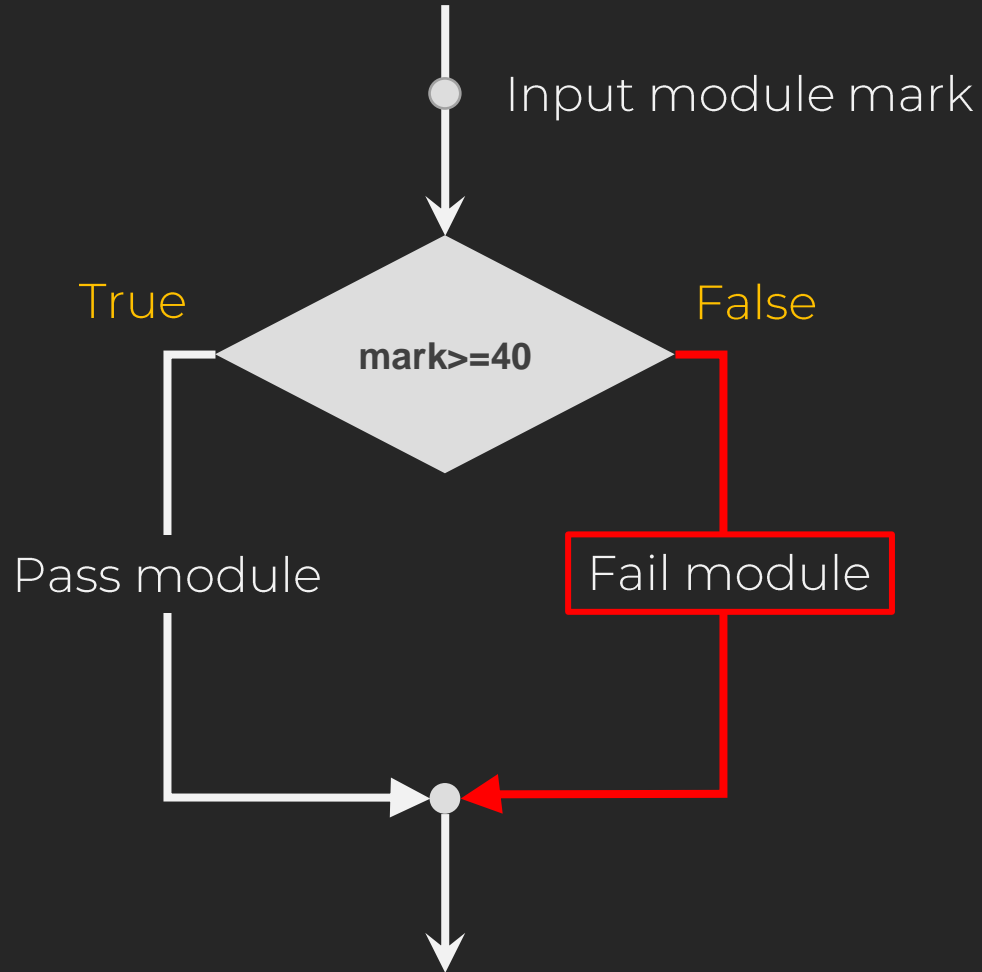 Input module mark
True
False
mark>=40
Pass module
Fail module